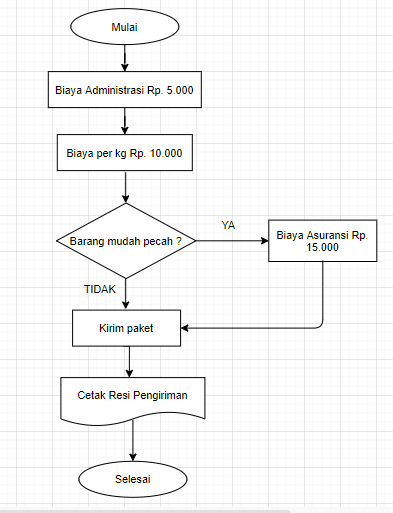 Mulai
Biaya Administrasi Rp. 5.000
Biaya per kg Rp. 10.000
Barang mudah pecah ?
YA
Biaya Asuransi Rp.
15.000
TIDAK
Kirim paket
Cetak Resi Pengiriman
Selesai